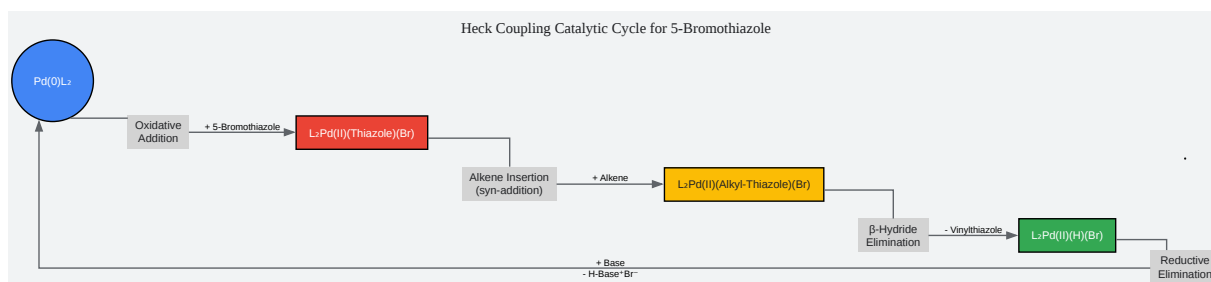 Heck Coupling Catalytic Cycle for 5-Bromothiazole
Pd(0)L₂
Oxidative
Addition
+ 5-Bromothiazole
L₂Pd(II)(Thiazole)(Br)
Alkene Insertion
(syn-addition)
+ Alkene
L₂Pd(II)(Alkyl-Thiazole)(Br)
β-Hydride
Elimination
- Vinylthiazole
L₂Pd(II)(H)(Br)
Reductive
Elimination
+ Base
- H-Base⁺Br⁻